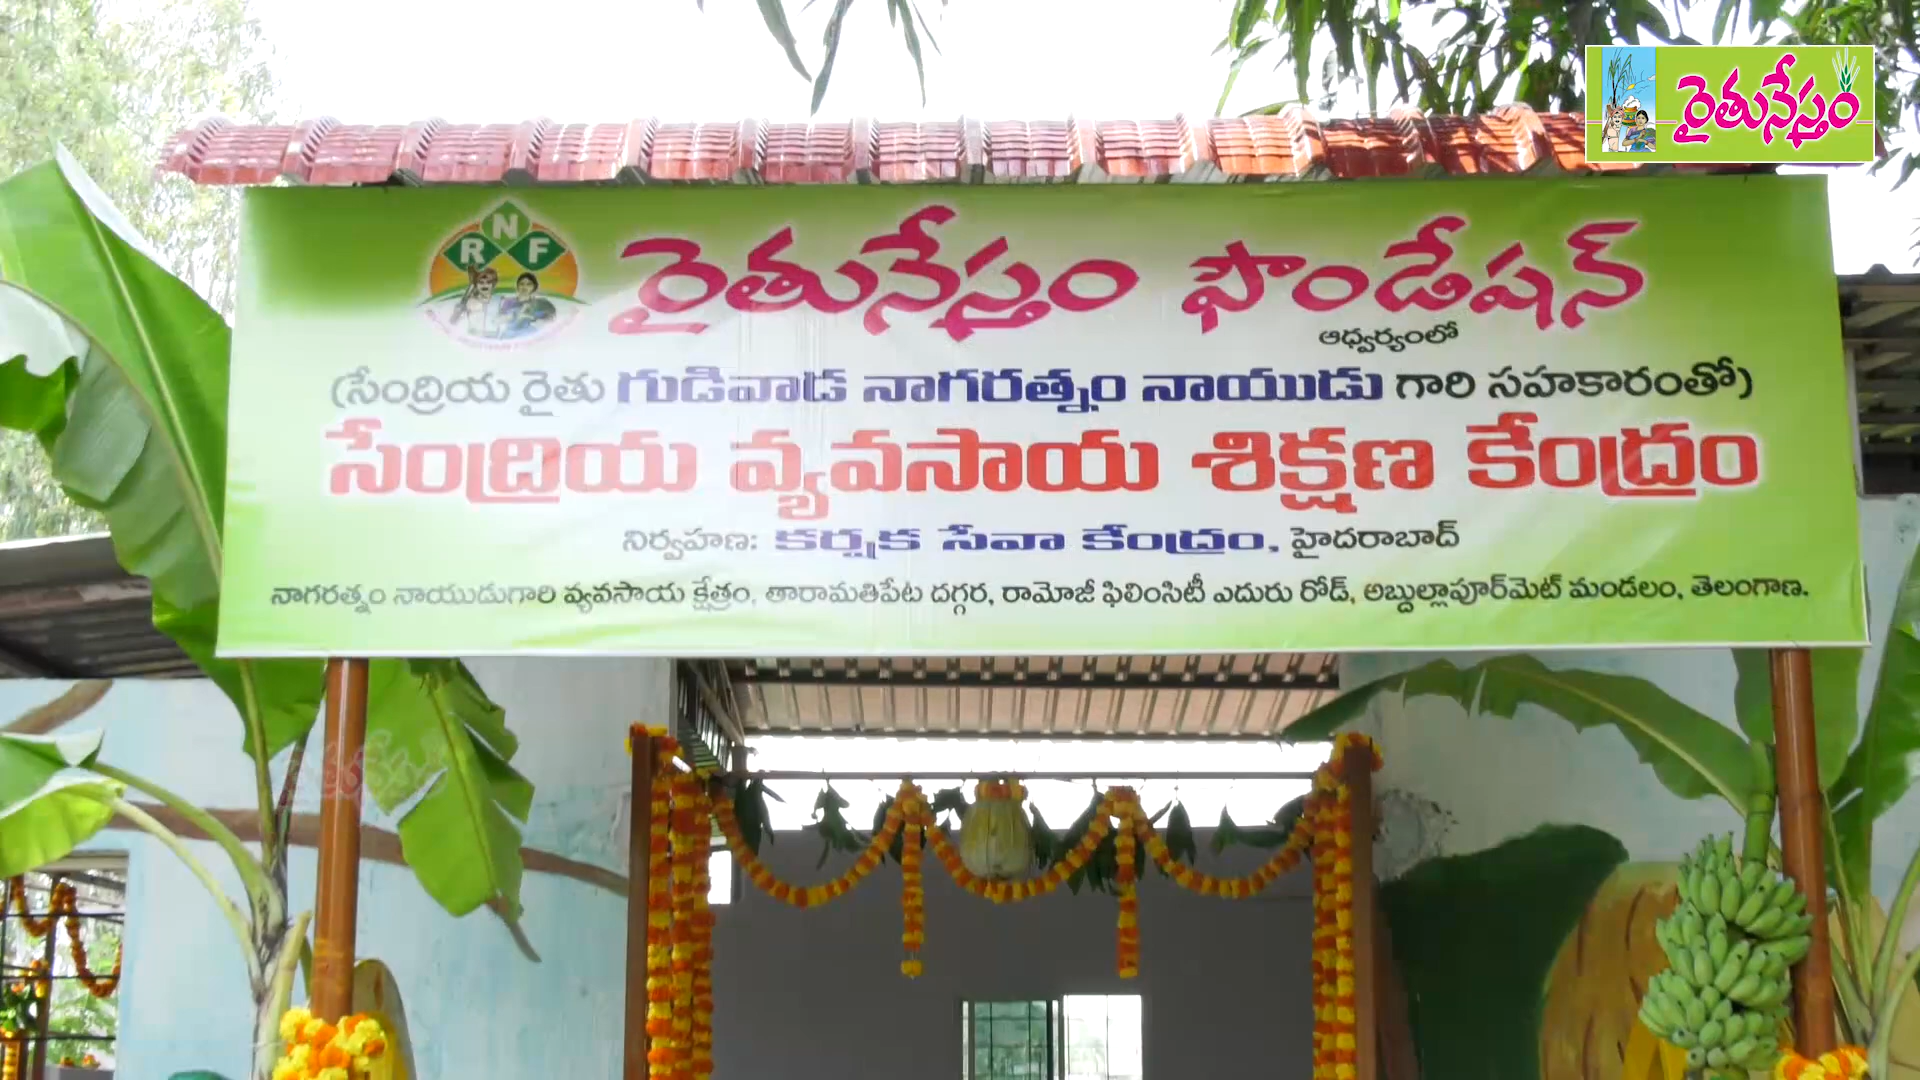 రైతునేస్తం
RNF
రైతునేస్తం ఫౌండేషన్
ఆధ్వర్యంలో
(సేంద్రియ రైతు గుడివాడ నాగరత్నం నాయుడు గారి సహకారంతో)
సేంద్రియ వ్యవసాయ శిక్షణ కేంద్రం
నిర్వహణ: కర్షక సేవా కేంద్రం, హైదరాబాద్
నాగరత్నం నాయుడుగారి వ్యవసాయ క్షేత్రం, తారామతిపేట దగ్గర, రామోజీ ఫిలింసిటీ ఎదురు రోడ్, అబ్దుల్లాపూర్‌మెట్ మండలం, తెలంగాణ.
రైతునేస్తం